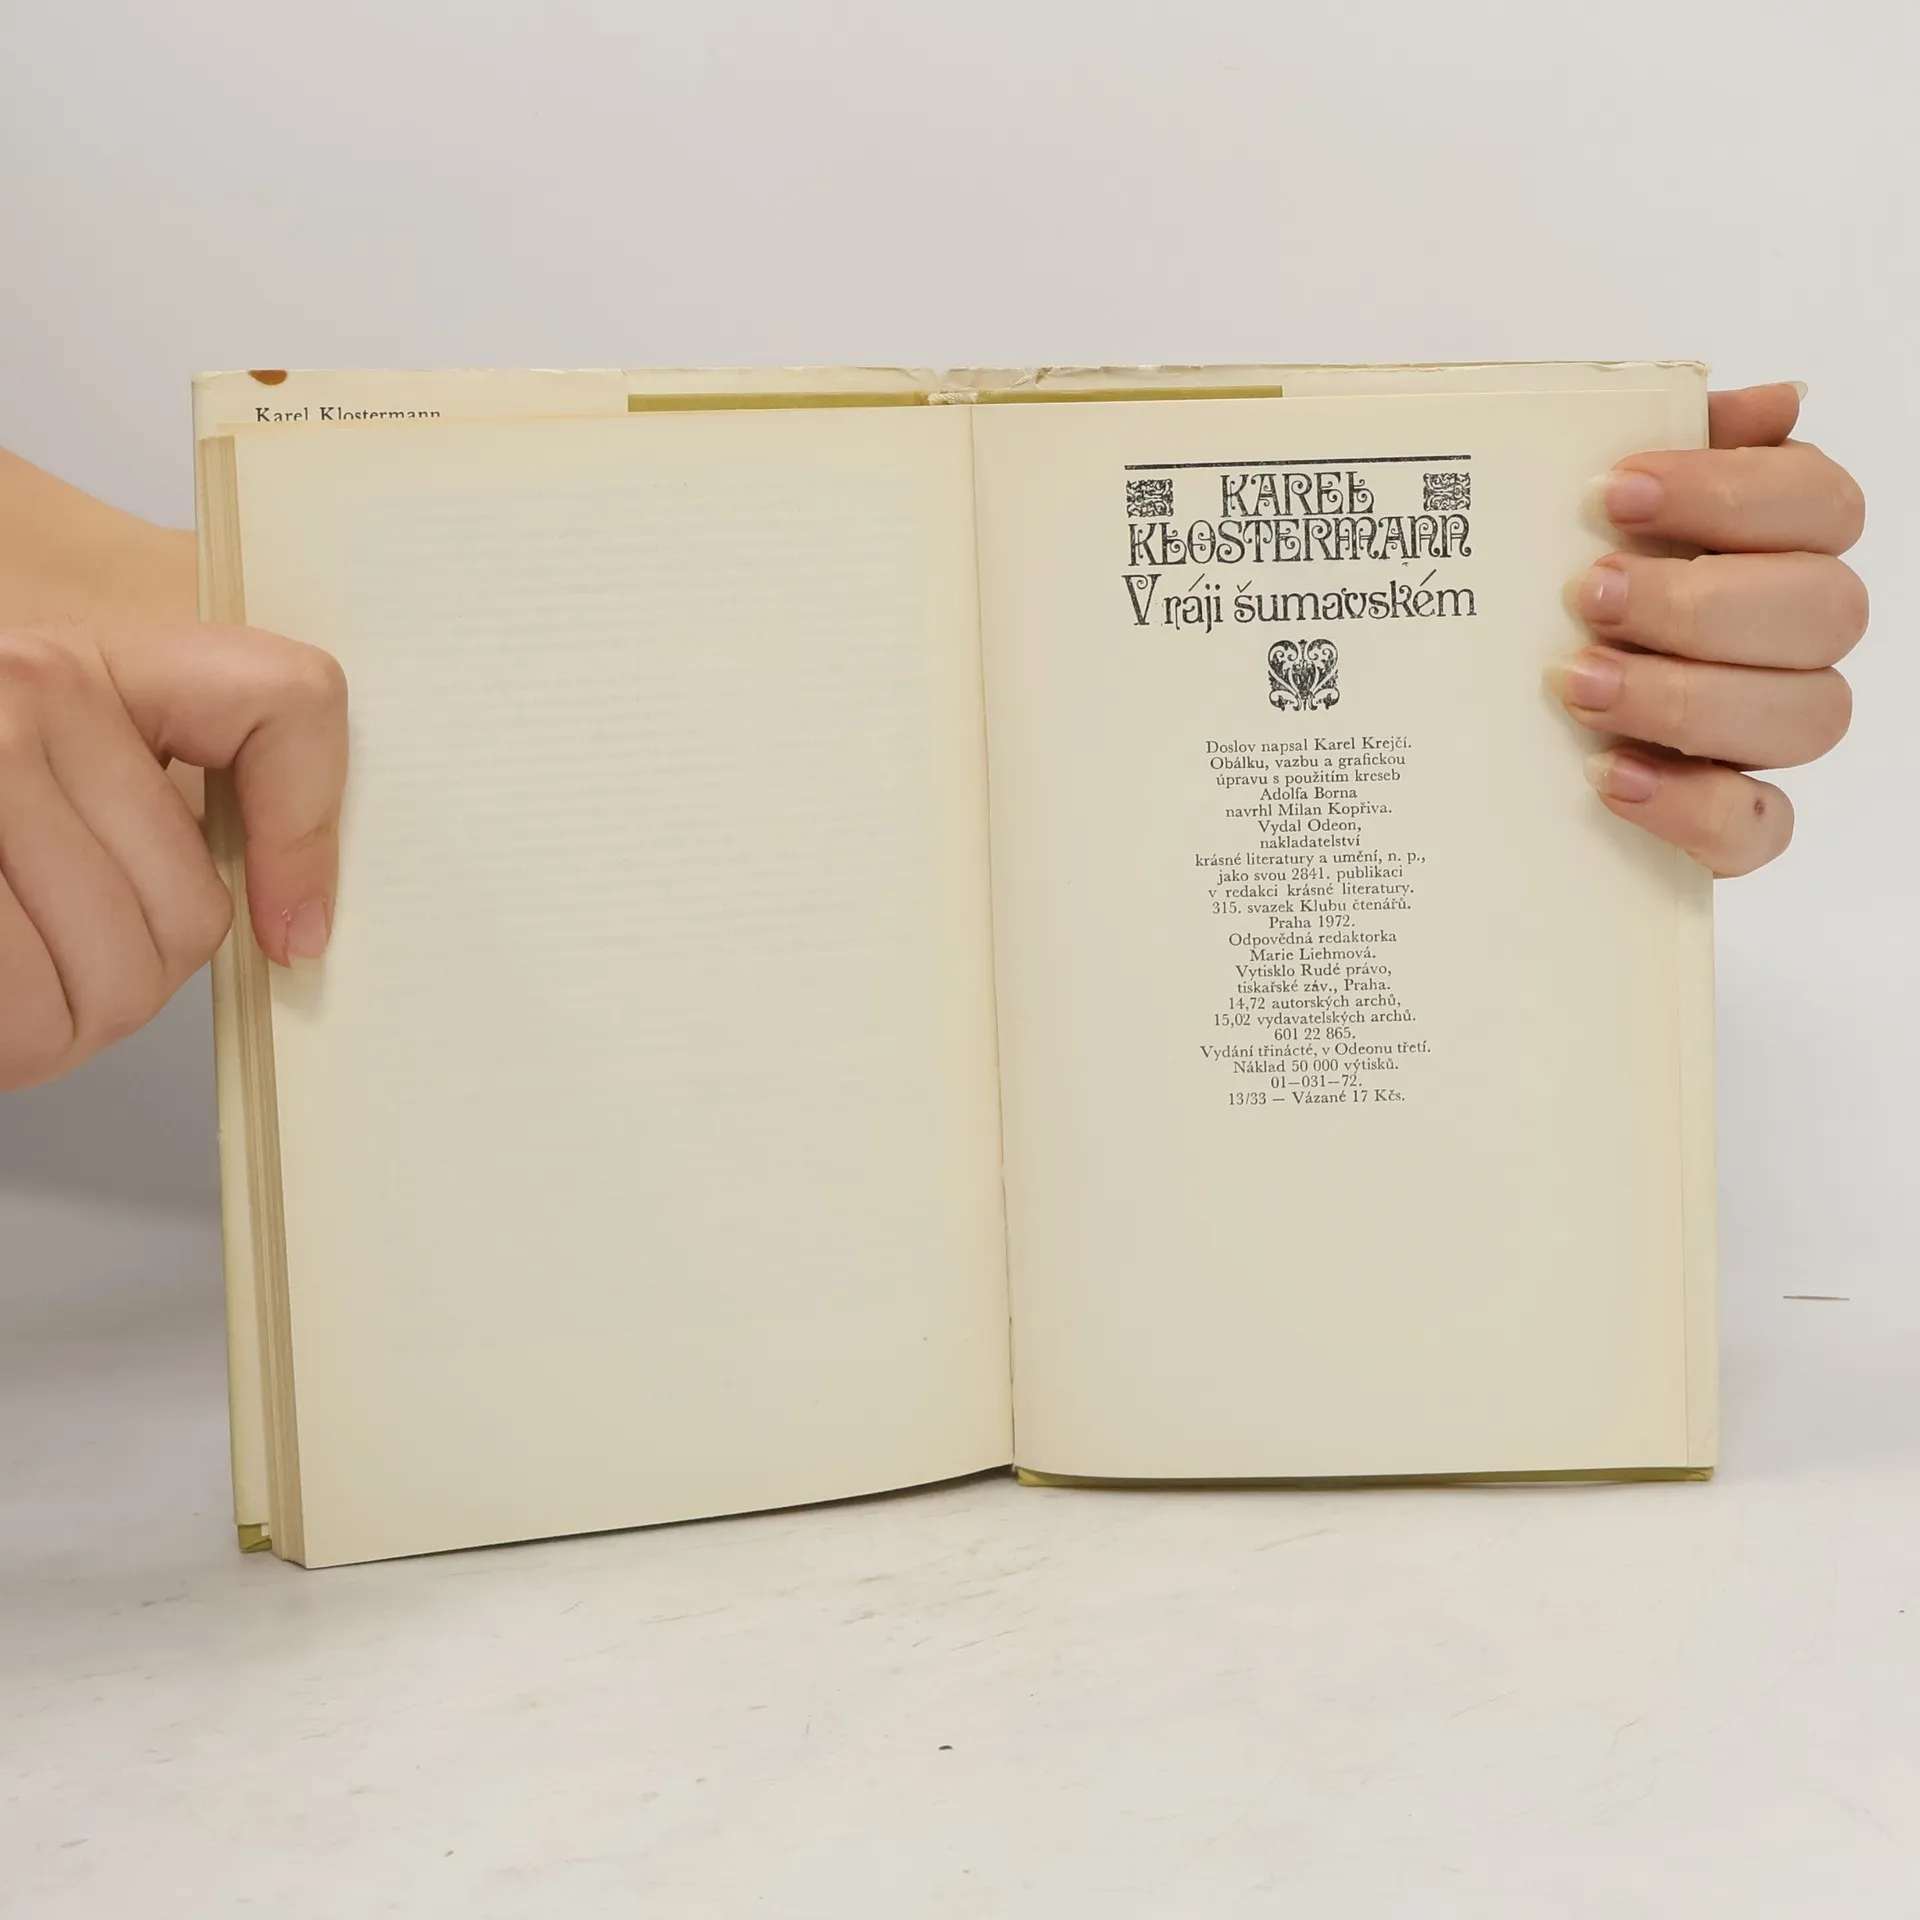 Karel Klostermann
KAREL
KLOSTERMANN
V ráji šumavském
Doslov napsal Karel Krejčí.
Obálku, vazbu a grafickou
úpravu s použitím kreseb
Adolfa Borna
navrhl Milan Kopřiva.
Vydal Odeon,
nakladatelství
krásné literatury a umění, n. p.,
jako svou 2841. publikaci
v redakci krásné literatury.
315. svazek Klubu čtenářů.
Praha 1972.
Odpovědná redaktorka
Marie Liehmová.
Vytisklo Rudé právo,
tiskařské záv., Praha.
14,72 autorských archů,
15,02 vydavatelských archů.
601 22 865.
Vydání třinácté, v Odeonu třetí.
Náklad 50 000 výtisků.
01—031—72.
13/33 — Vázané 17 Kčs.